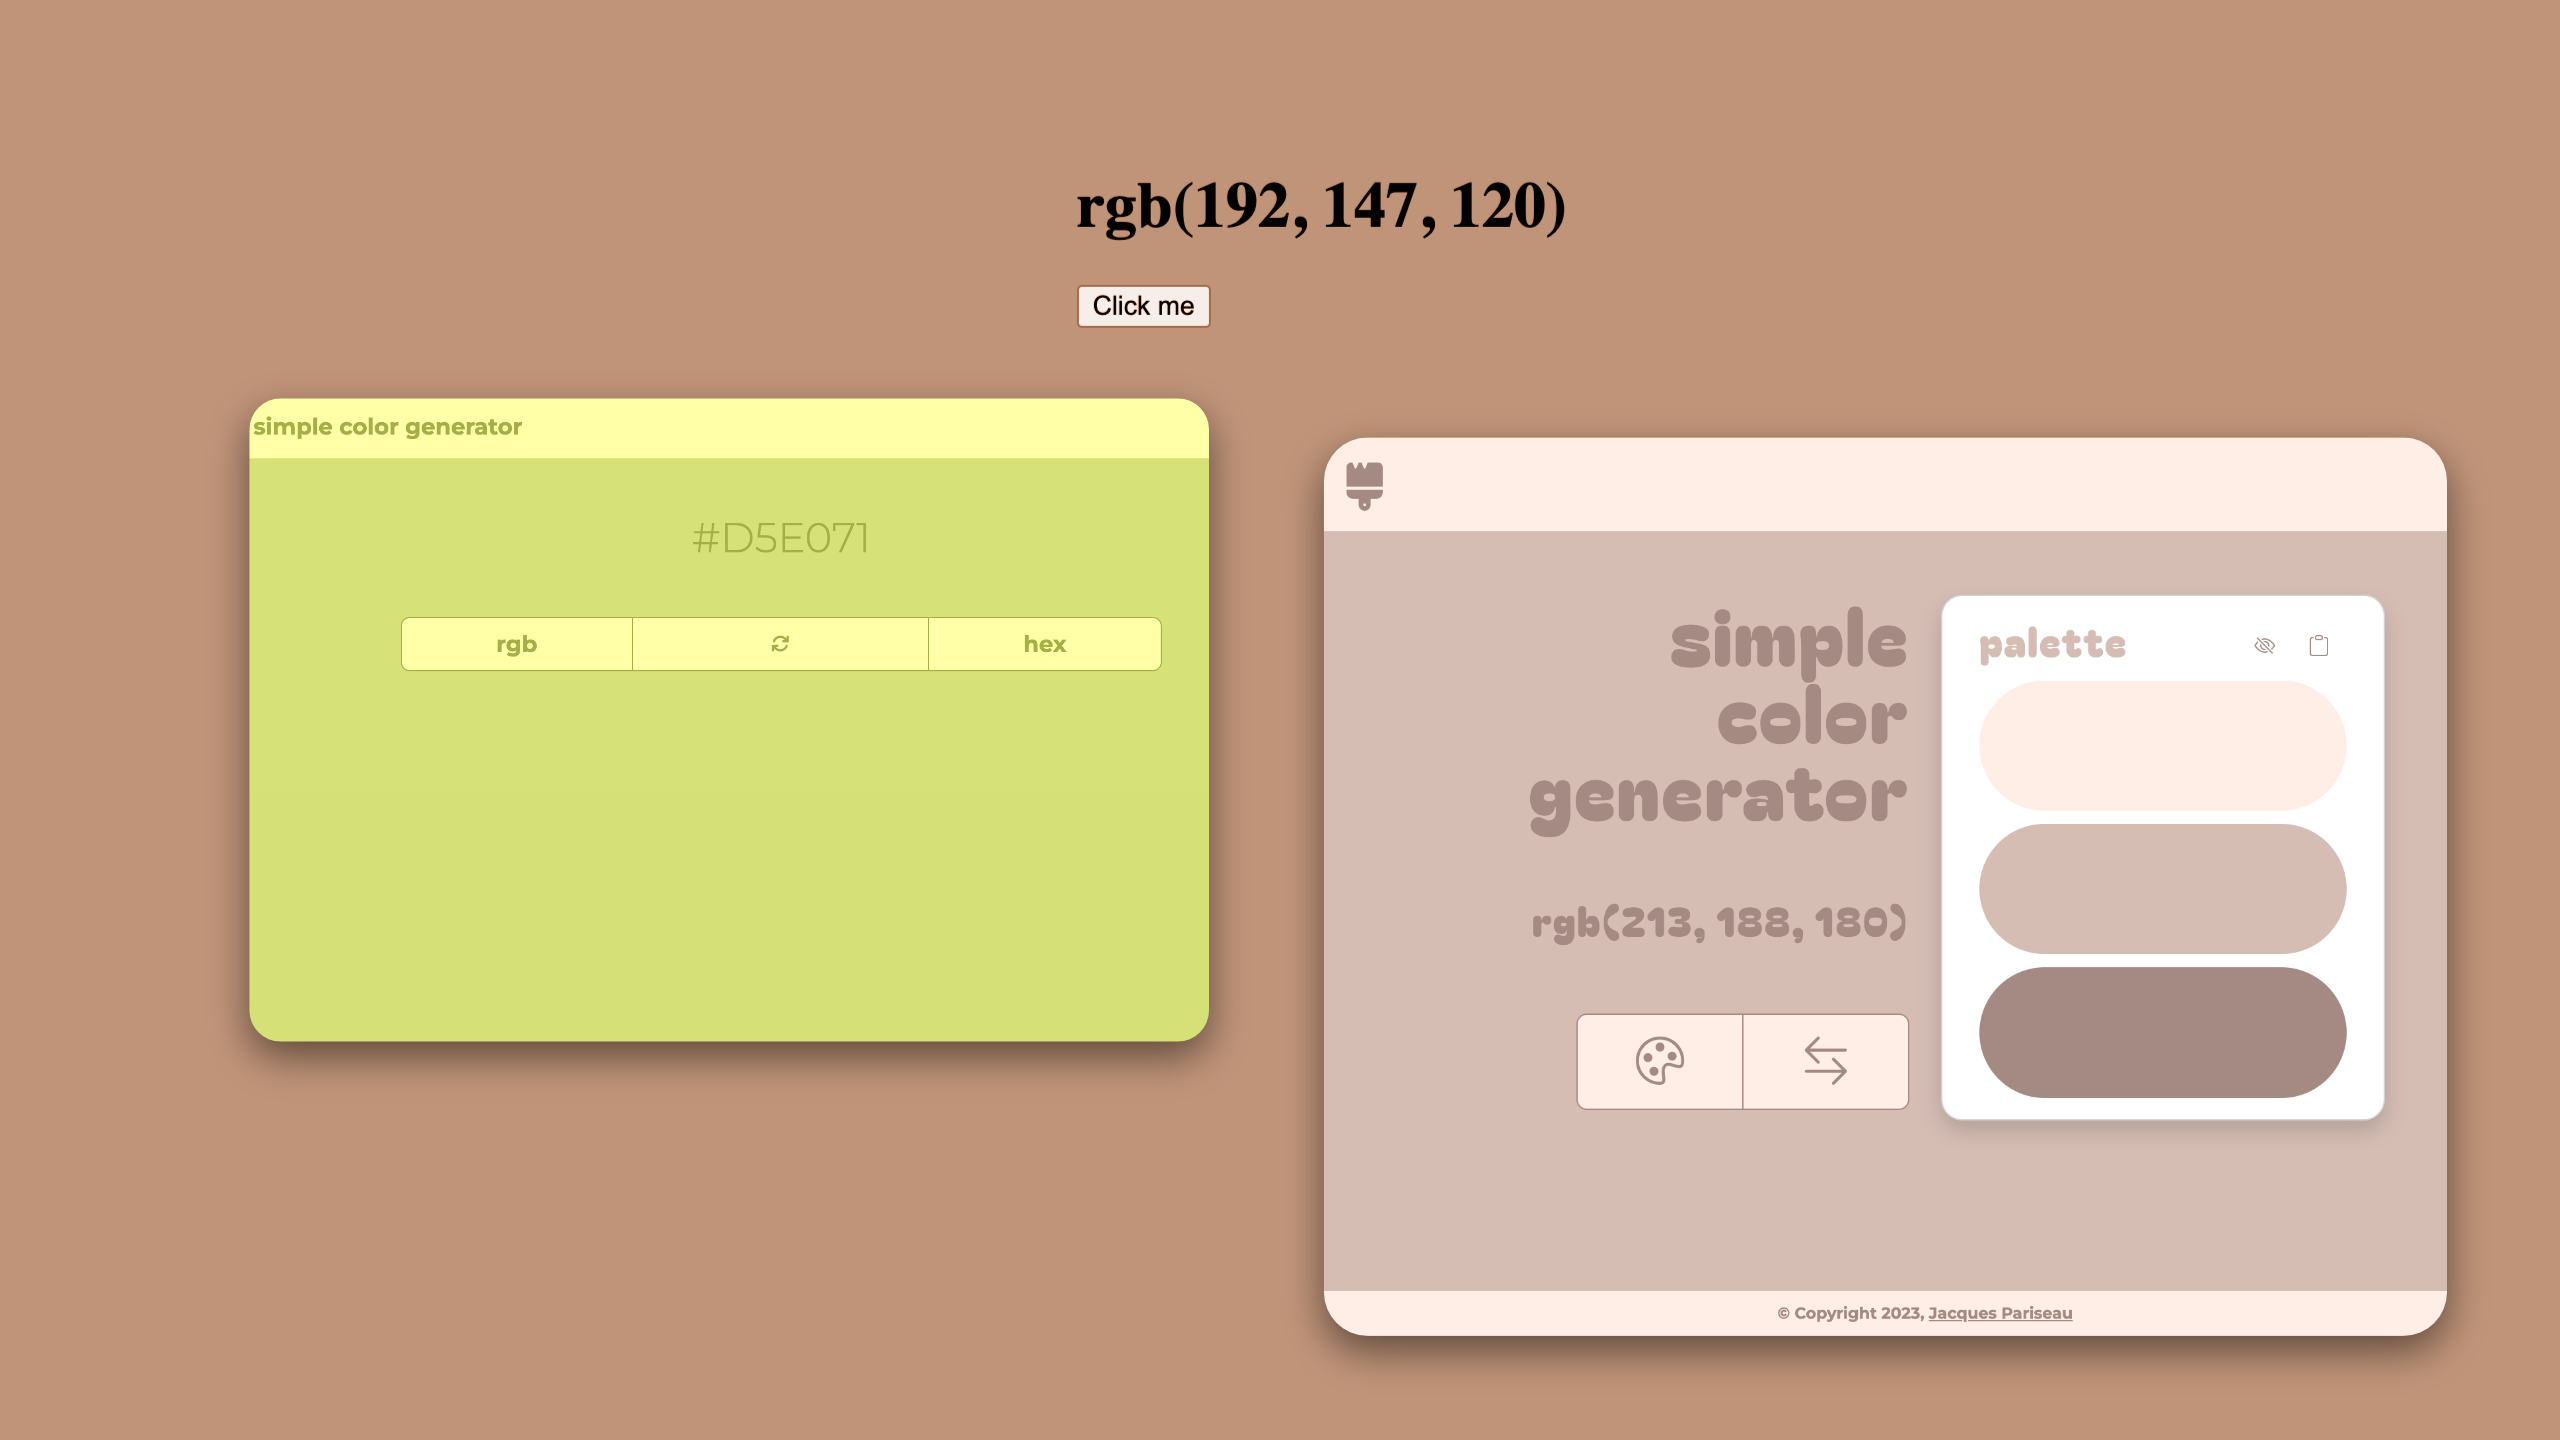 rgb(192, 147, 120)
Click me
simple color generator
#D5E071
rgb
hex
simple
color
generator
rgb(213, 188, 180)
palette
© Copyright 2023, Jacques Pariseau